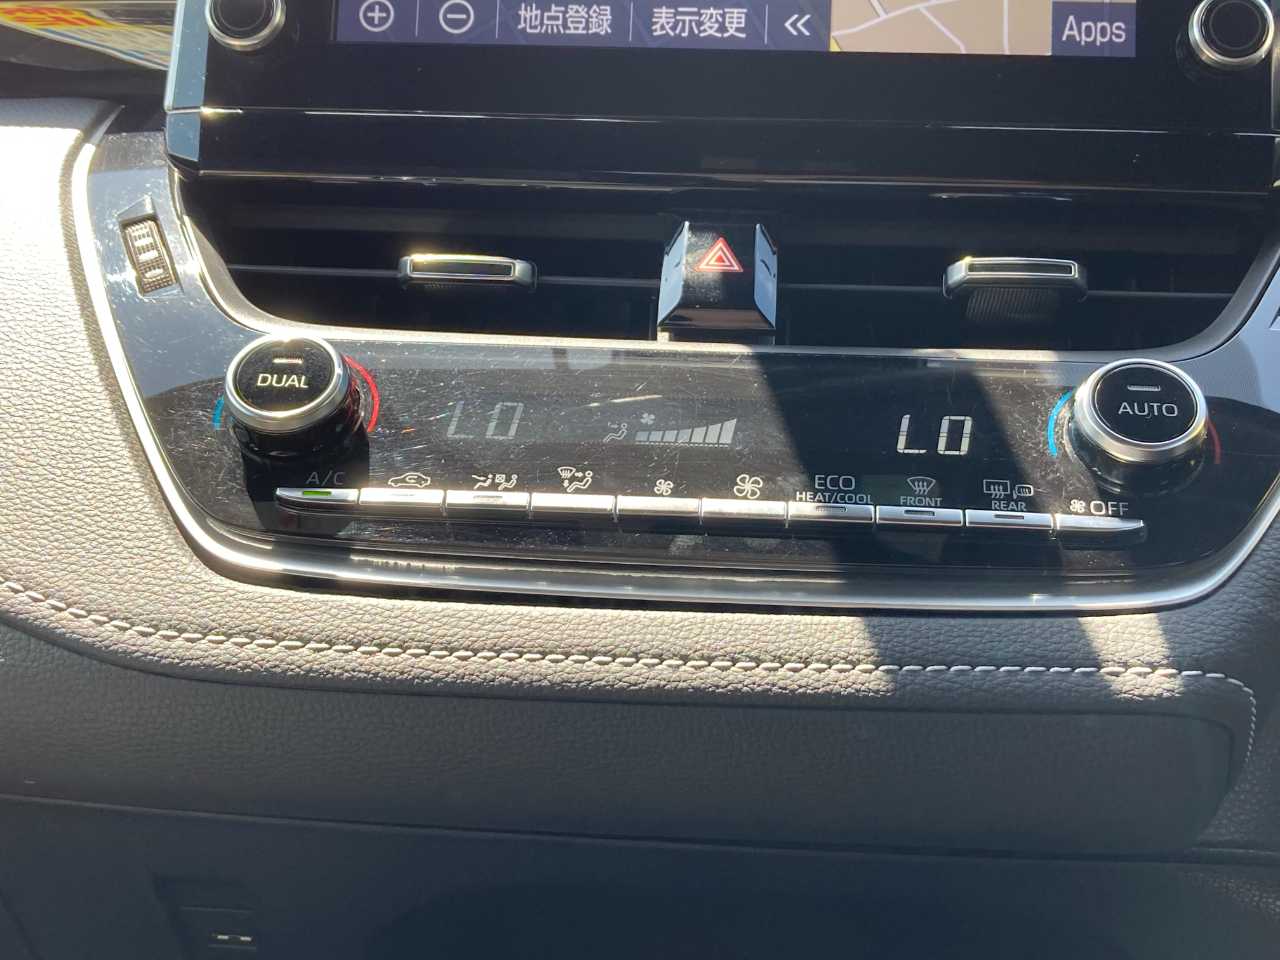 地点登録 表示変更 « Apps
DUAL
AUTO
LO
LO
A/C
ECO
HEAT/COOL
FRONT
REAR
OFF